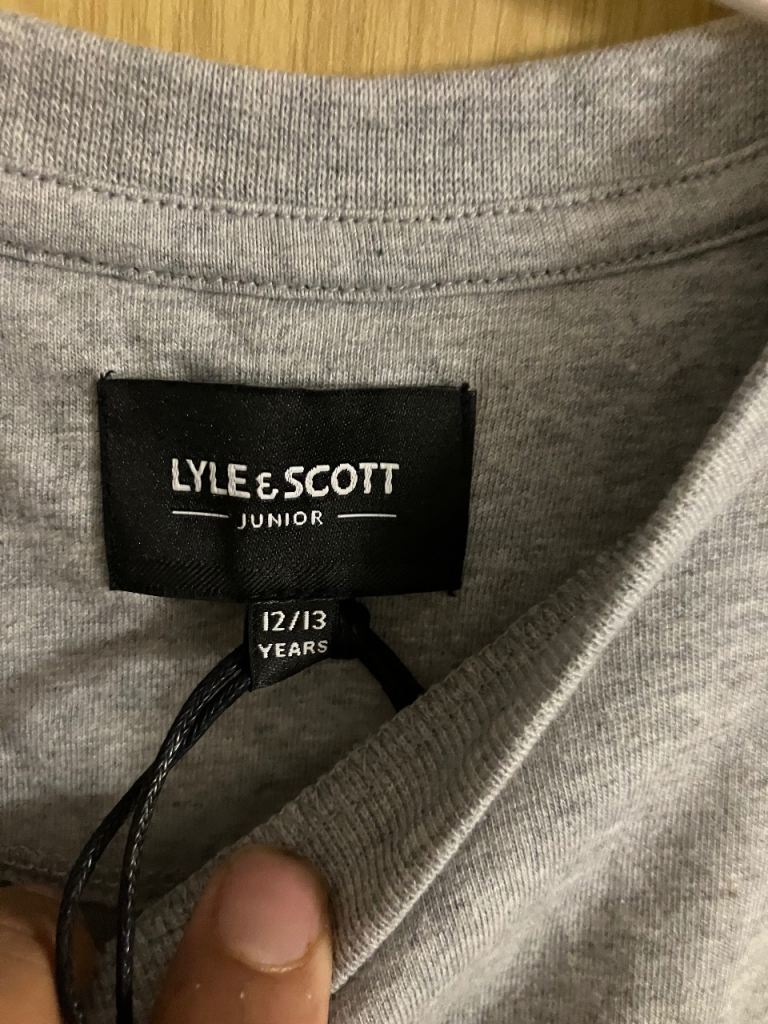 LYLE & SCOTT
JUNIOR
12/13
YEARS